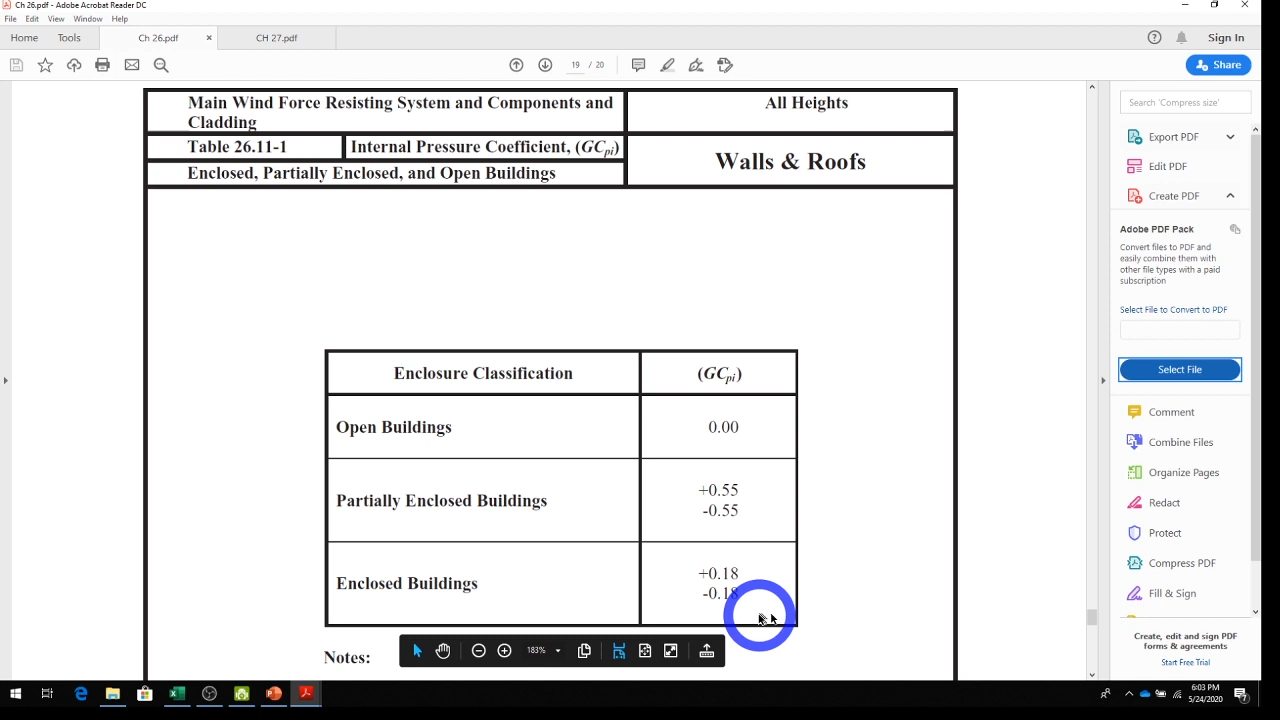 Ch 26.pdf - Adobe Acrobat Reader DC
File Edit View Window Help
Home Tools Ch 26.pdf × CH 27.pdf Sign In
19 / 20 Share
Main Wind Force Resisting System and Components and
Cladding
All Heights
Table 26.11-1 Internal Pressure Coefficient, (GCpi)
Enclosed, Partially Enclosed, and Open Buildings
Walls & Roofs
Enclosure Classification (GCpi)
Open Buildings 0.00
Partially Enclosed Buildings +0.55
-0.55
Enclosed Buildings +0.18
-0.18
Notes:
183%
Search 'Compress size'
Export PDF
Edit PDF
Create PDF
Adobe PDF Pack
Convert files to PDF and
easily combine them with
other file types with a paid
subscription
Select File to Convert to PDF
Select File
Comment
Combine Files
Organize Pages
Redact
Protect
Compress PDF
Fill & Sign
Create, edit and sign PDF
forms & agreements
Start Free Trial
6:03 PM
5/24/2020